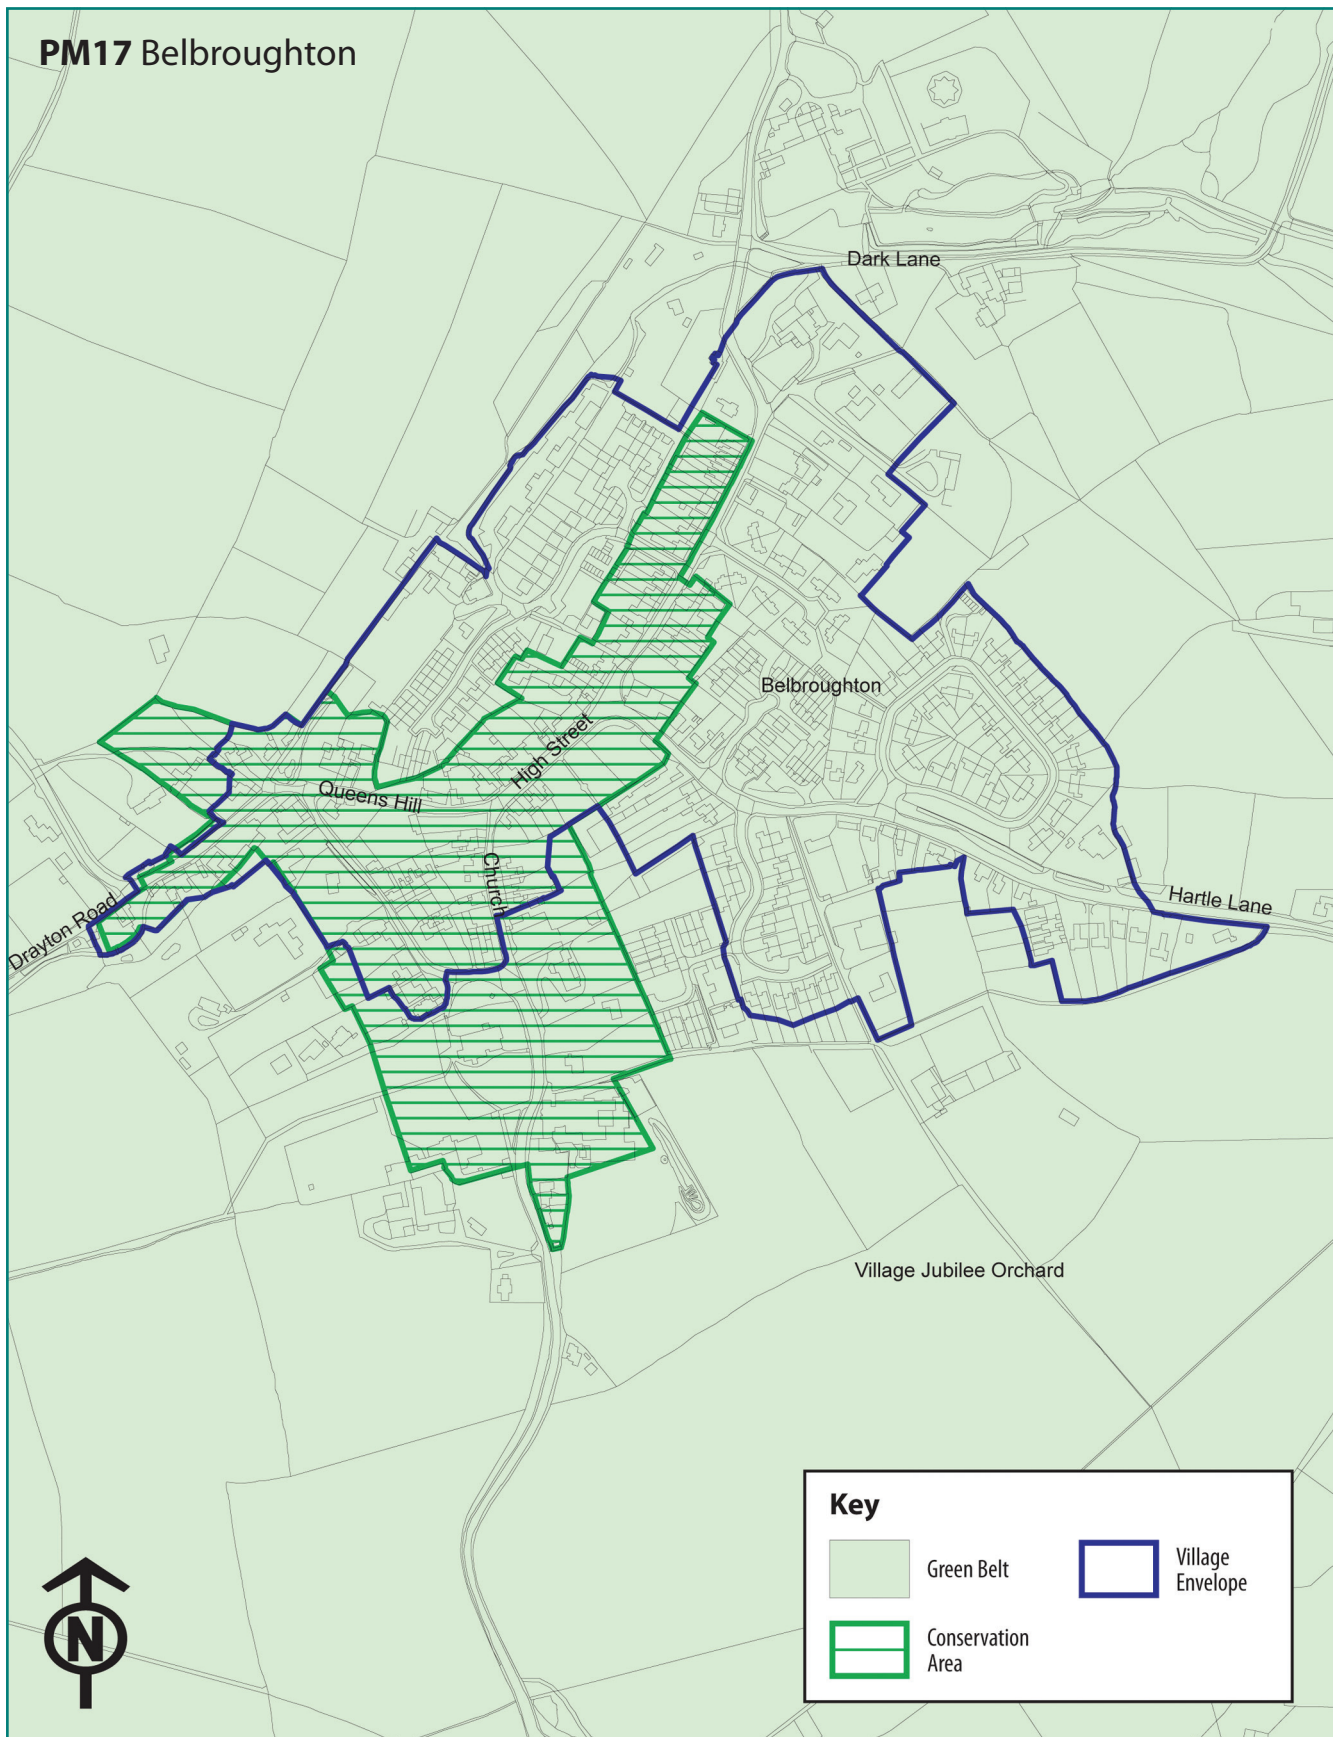 PM17 Belbroughton
Dark Lane
Belbroughton
High Street
Queens Hill
Church
Hartle Lane
Drayton Road
Village Jubilee Orchard
Key
Green Belt
Village
Envelope
Conservation
Area
N